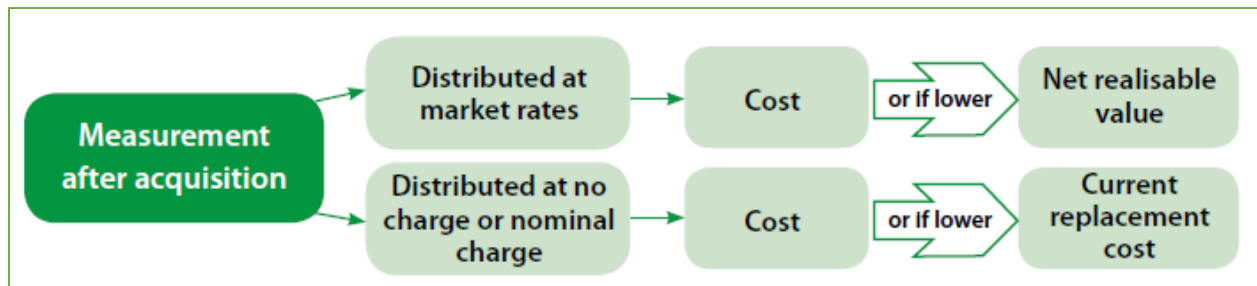 Measurement
after acquisition
Distributed at
market rates
Cost
or if lower
Net realisable
value
Distributed at no
charge or nominal
charge
Cost
or if lower
Current
replacement
cost